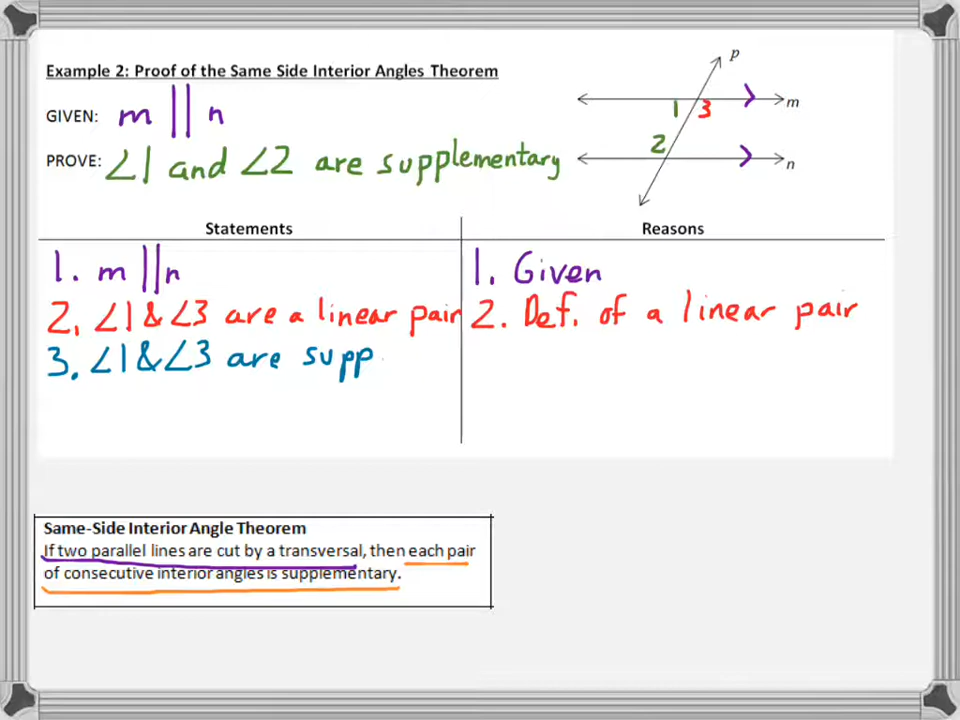 Example 2: Proof of the Same Side Interior Angles Theorem
GIVEN: m || n
PROVE: ∠1 and ∠2 are supplementary
p
1 3 m
2 n
Statements Reasons
1. m || n 1. Given
2. ∠1 & ∠3 are a linear pair 2. Def. of a linear pair
3. ∠1 & ∠3 are supp
Same-Side Interior Angle Theorem
If two parallel lines are cut by a transversal, then each pair
of consecutive interior angles is supplementary.